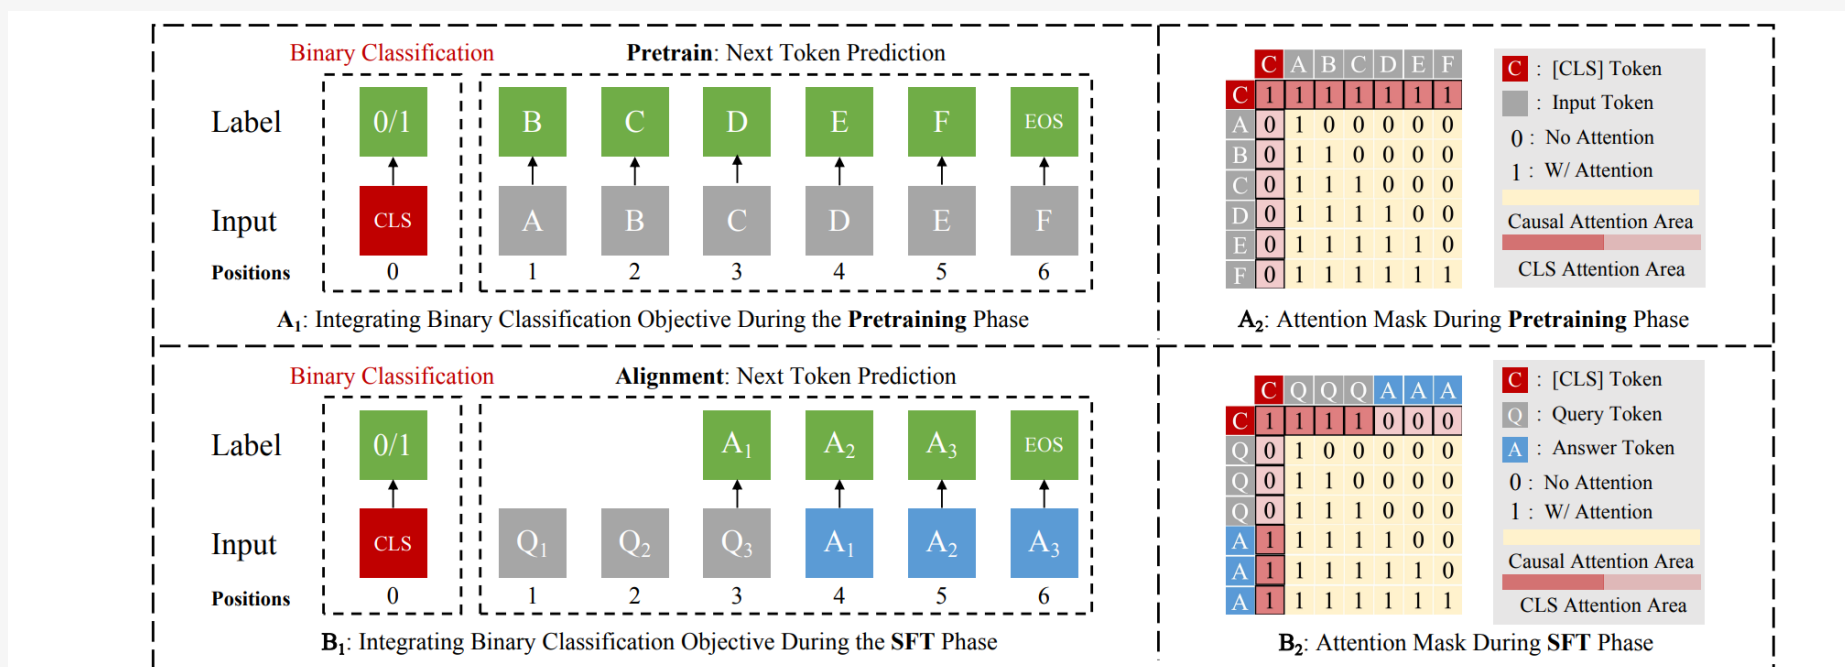 Binary Classification
Pretrain: Next Token Prediction
Label
0/1 B C D E F EOS
Input
CLS A B C D E F
Positions
0 1 2 3 4 5 6
A1: Integrating Binary Classification Objective During the Pretraining Phase
C A B C D E F
C 1 1 1 1 1 1 1
A 0 1 0 0 0 0 0
B 0 1 1 0 0 0 0
C 0 1 1 1 0 0 0
D 0 1 1 1 1 0 0
E 0 1 1 1 1 1 0
F 0 1 1 1 1 1 1
C : [CLS] Token
: Input Token
0 : No Attention
1 : W/ Attention
Causal Attention Area
CLS Attention Area
A2: Attention Mask During Pretraining Phase
Binary Classification
Alignment: Next Token Prediction
Label
0/1 A1 A2 A3 EOS
Input
CLS Q1 Q2 Q3 A1 A2 A3
Positions
0 1 2 3 4 5 6
B1: Integrating Binary Classification Objective During the SFT Phase
C Q Q Q A A A
C 1 1 1 1 0 0 0
Q 0 1 0 0 0 0 0
Q 0 1 1 0 0 0 0
Q 0 1 1 1 0 0 0
A 1 1 1 1 1 0 0
A 1 1 1 1 1 1 0
A 1 1 1 1 1 1 1
C : [CLS] Token
Q : Query Token
A : Answer Token
0 : No Attention
1 : W/ Attention
Causal Attention Area
CLS Attention Area
B2: Attention Mask During SFT Phase